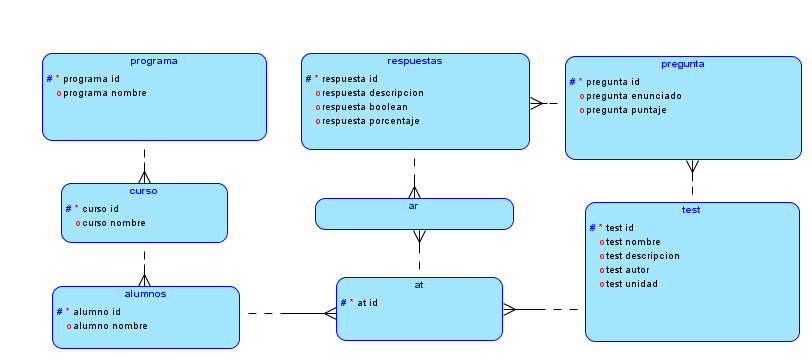 programa
# * programa id
o programa nombre
respuestas
# * respuesta id
o respuesta descripcion
o respuesta boolean
o respuesta porcentaje
pregunta
# * pregunta id
o pregunta enunciado
o pregunta puntaje
curso
# * curso id
o curso nombre
ar
test
# * test id
o test nombre
o test descripcion
o test autor
o test unidad
alumnos
# * alumno id
o alumno nombre
at
# * at id